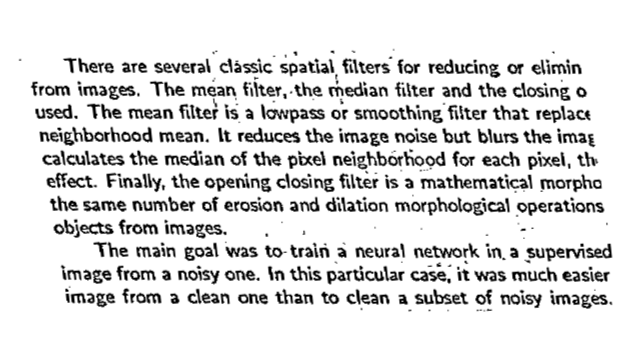 There are several classic spatial filters for reducing or elimin
from images. The mean filter, the median filter and the closing o
used. The mean filter is a lowpass or smoothing filter that replace
neighborhood mean. It reduces the image noise but blurs the imag
calculates the median of the pixel neighborhood for each pixel, th
effect. Finally, the opening closing filter is a mathematical morpho
the same number of erosion and dilation morphological operations
objects from images.
The main goal was to train a neural network in a supervised
image from a noisy one. In this particular case, it was much easier
image from a clean one than to clean a subset of noisy images.